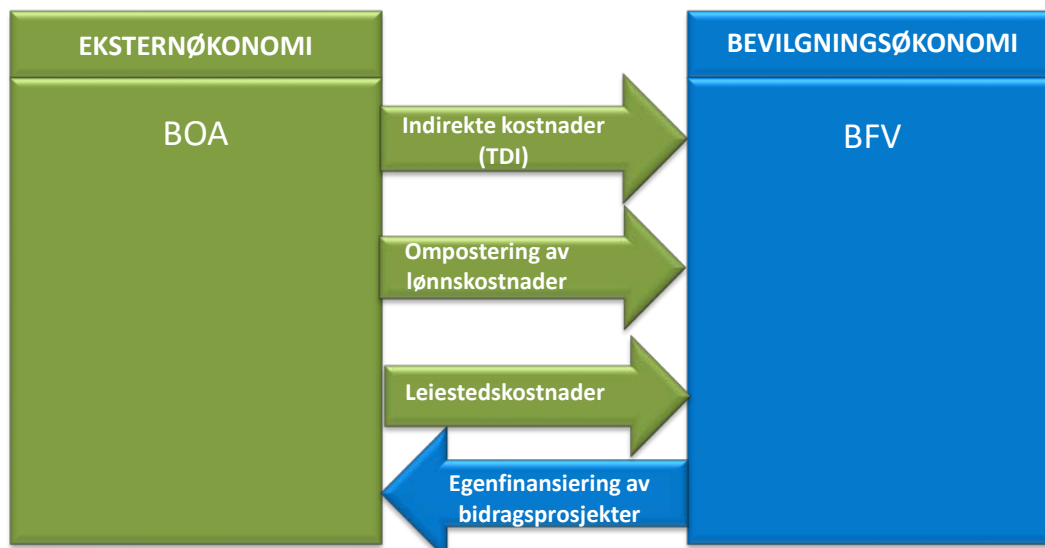 EKSTERNØKONOMI
BOA
Indirekte kostnader
(TDI)
Ompostering av
lønnskostnader
Leiestedskostnader
Egenfinansiering av
bidragsprosjekter
BEVILGNINGSØKONOMI
BFV